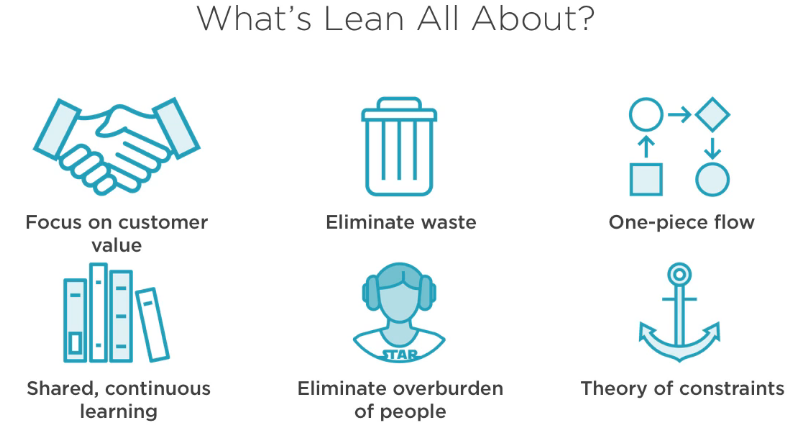 What's Lean All About?
Focus on customer
value
Eliminate waste
One-piece flow
STAR
Shared, continuous
learning
Eliminate overburden
of people
Theory of constraints